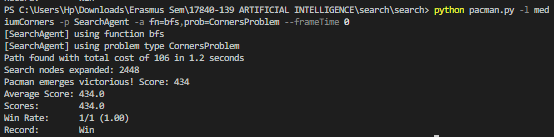 PS C:\Users\Hp\Downloads\Erasmus Sem\17840-139 ARTIFICIAL INTELLIGENCE\search\search> python pacman.py -l med
iumCorners -p SearchAgent -a fn=bfs,prob=CornersProblem --frameTime 0
[SearchAgent] using function bfs
[SearchAgent] using problem type CornersProblem
Path found with total cost of 106 in 1.2 seconds
Search nodes expanded: 2448
Pacman emerges victorious! Score: 434
Average Score: 434.0
Scores:        434.0
Win Rate:      1/1 (1.00)
Record:        Win